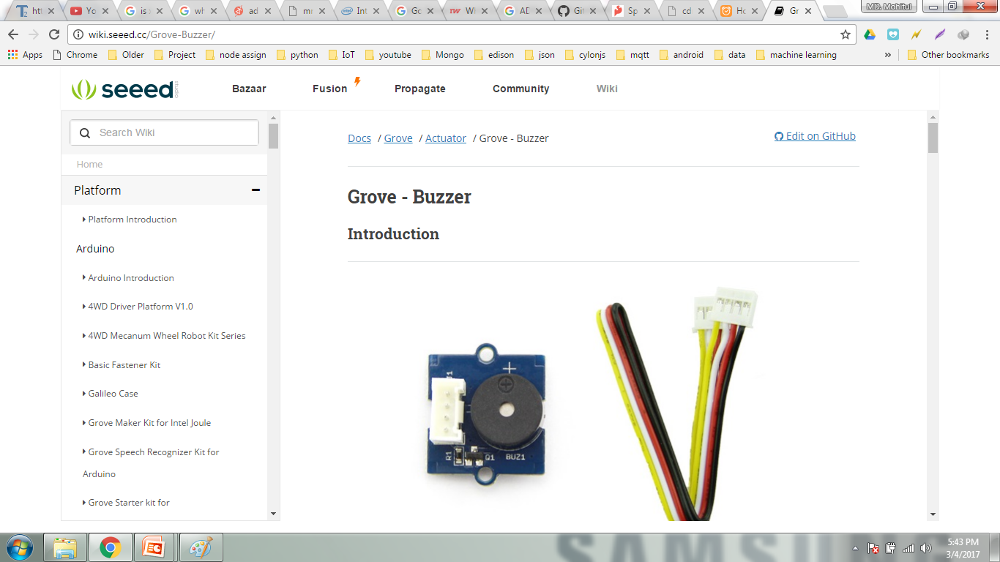 htt
Yo
is s
wh
ad
mr
Int
Go
Wh
AD
Git
Sp
cd
Ho
Gr
MD. Mohitul
wiki.seeed.cc/Grove-Buzzer/
Apps Chrome Older Project node assign python IoT youtube Mongo edison json cylonjs mqtt android data machine learning » Other bookmarks
seeed studio Bazaar Fusion Propagate Community Wiki
Search Wiki
Home
Platform
Platform Introduction
Arduino
Arduino Introduction
4WD Driver Platform V1.0
4WD Mecanum Wheel Robot Kit Series
Basic Fastener Kit
Galileo Case
Grove Maker Kit for Intel Joule
Grove Speech Recognizer Kit for
Arduino
Grove Starter kit for
Docs / Grove / Actuator / Grove - Buzzer
Edit on GitHub
Grove - Buzzer
Introduction
R1 Q1 BUZ1
SAMSUNG
5:43 PM
3/4/2017